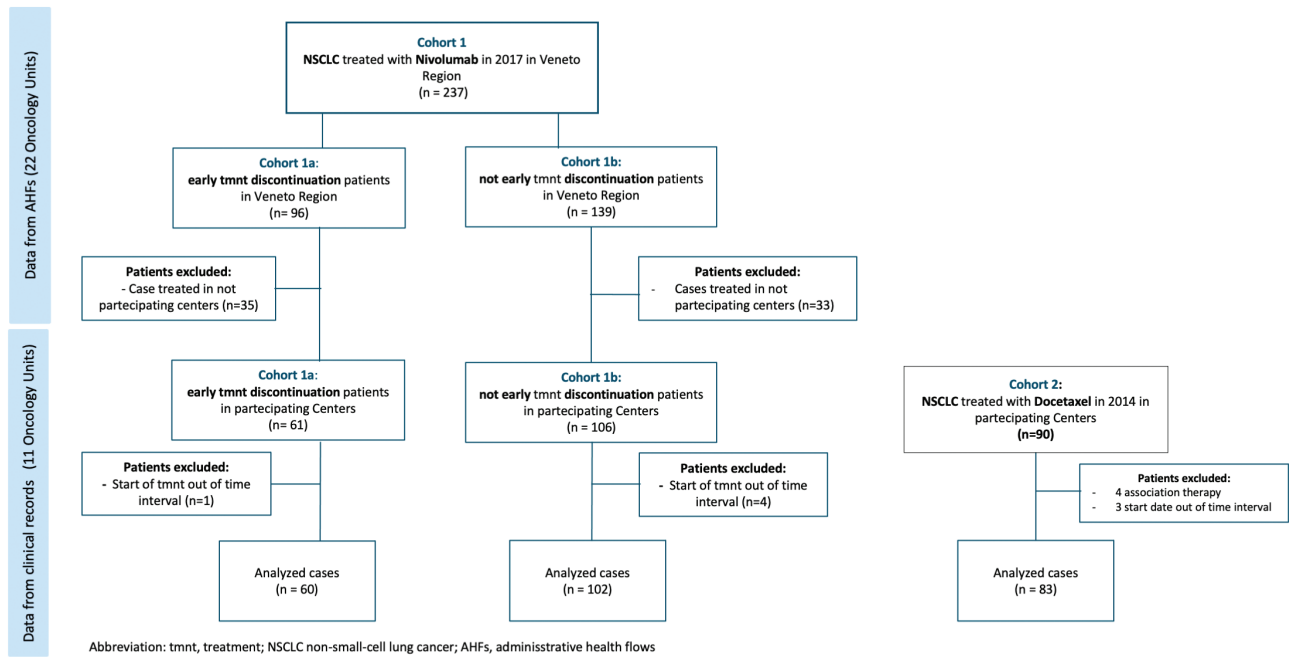 Data from AHFs (22 Oncology Units)
Cohort 1
NSCLC treated with Nivolumab in 2017 in Veneto
Region
(n = 237)
Cohort 1a:
early tmnt discontinuation patients
in Veneto Region
(n= 96)
Cohort 1b:
not early tmnt discontinuation patients
in Veneto Region
(n = 139)
Patients excluded:
- Case treated in not
partecipating centers (n=35)
Patients excluded:
- Cases treated in not
partecipating centers (n=33)
Data from clinical records (11 Oncology Units)
Cohort 1a:
early tmnt discontinuation patients
in partecipating Centers
(n= 61)
Cohort 1b:
not early tmnt discontinuation patients
in partecipating Centers
(n = 106)
Cohort 2:
NSCLC treated with Docetaxel in 2014 in
partecipating Centers
(n=90)
Patients excluded:
- Start of tmnt out of time
interval (n=1)
Patients excluded:
- Start of tmnt out of time
interval (n=4)
Patients excluded:
- 4 association therapy
- 3 start date out of time interval
Analyzed cases
(n = 60)
Analyzed cases
(n = 102)
Analyzed cases
(n = 83)
Abbreviation: tmnt, treatment; NSCLC non-small-cell lung cancer; AHFs, adminisstrative health flows